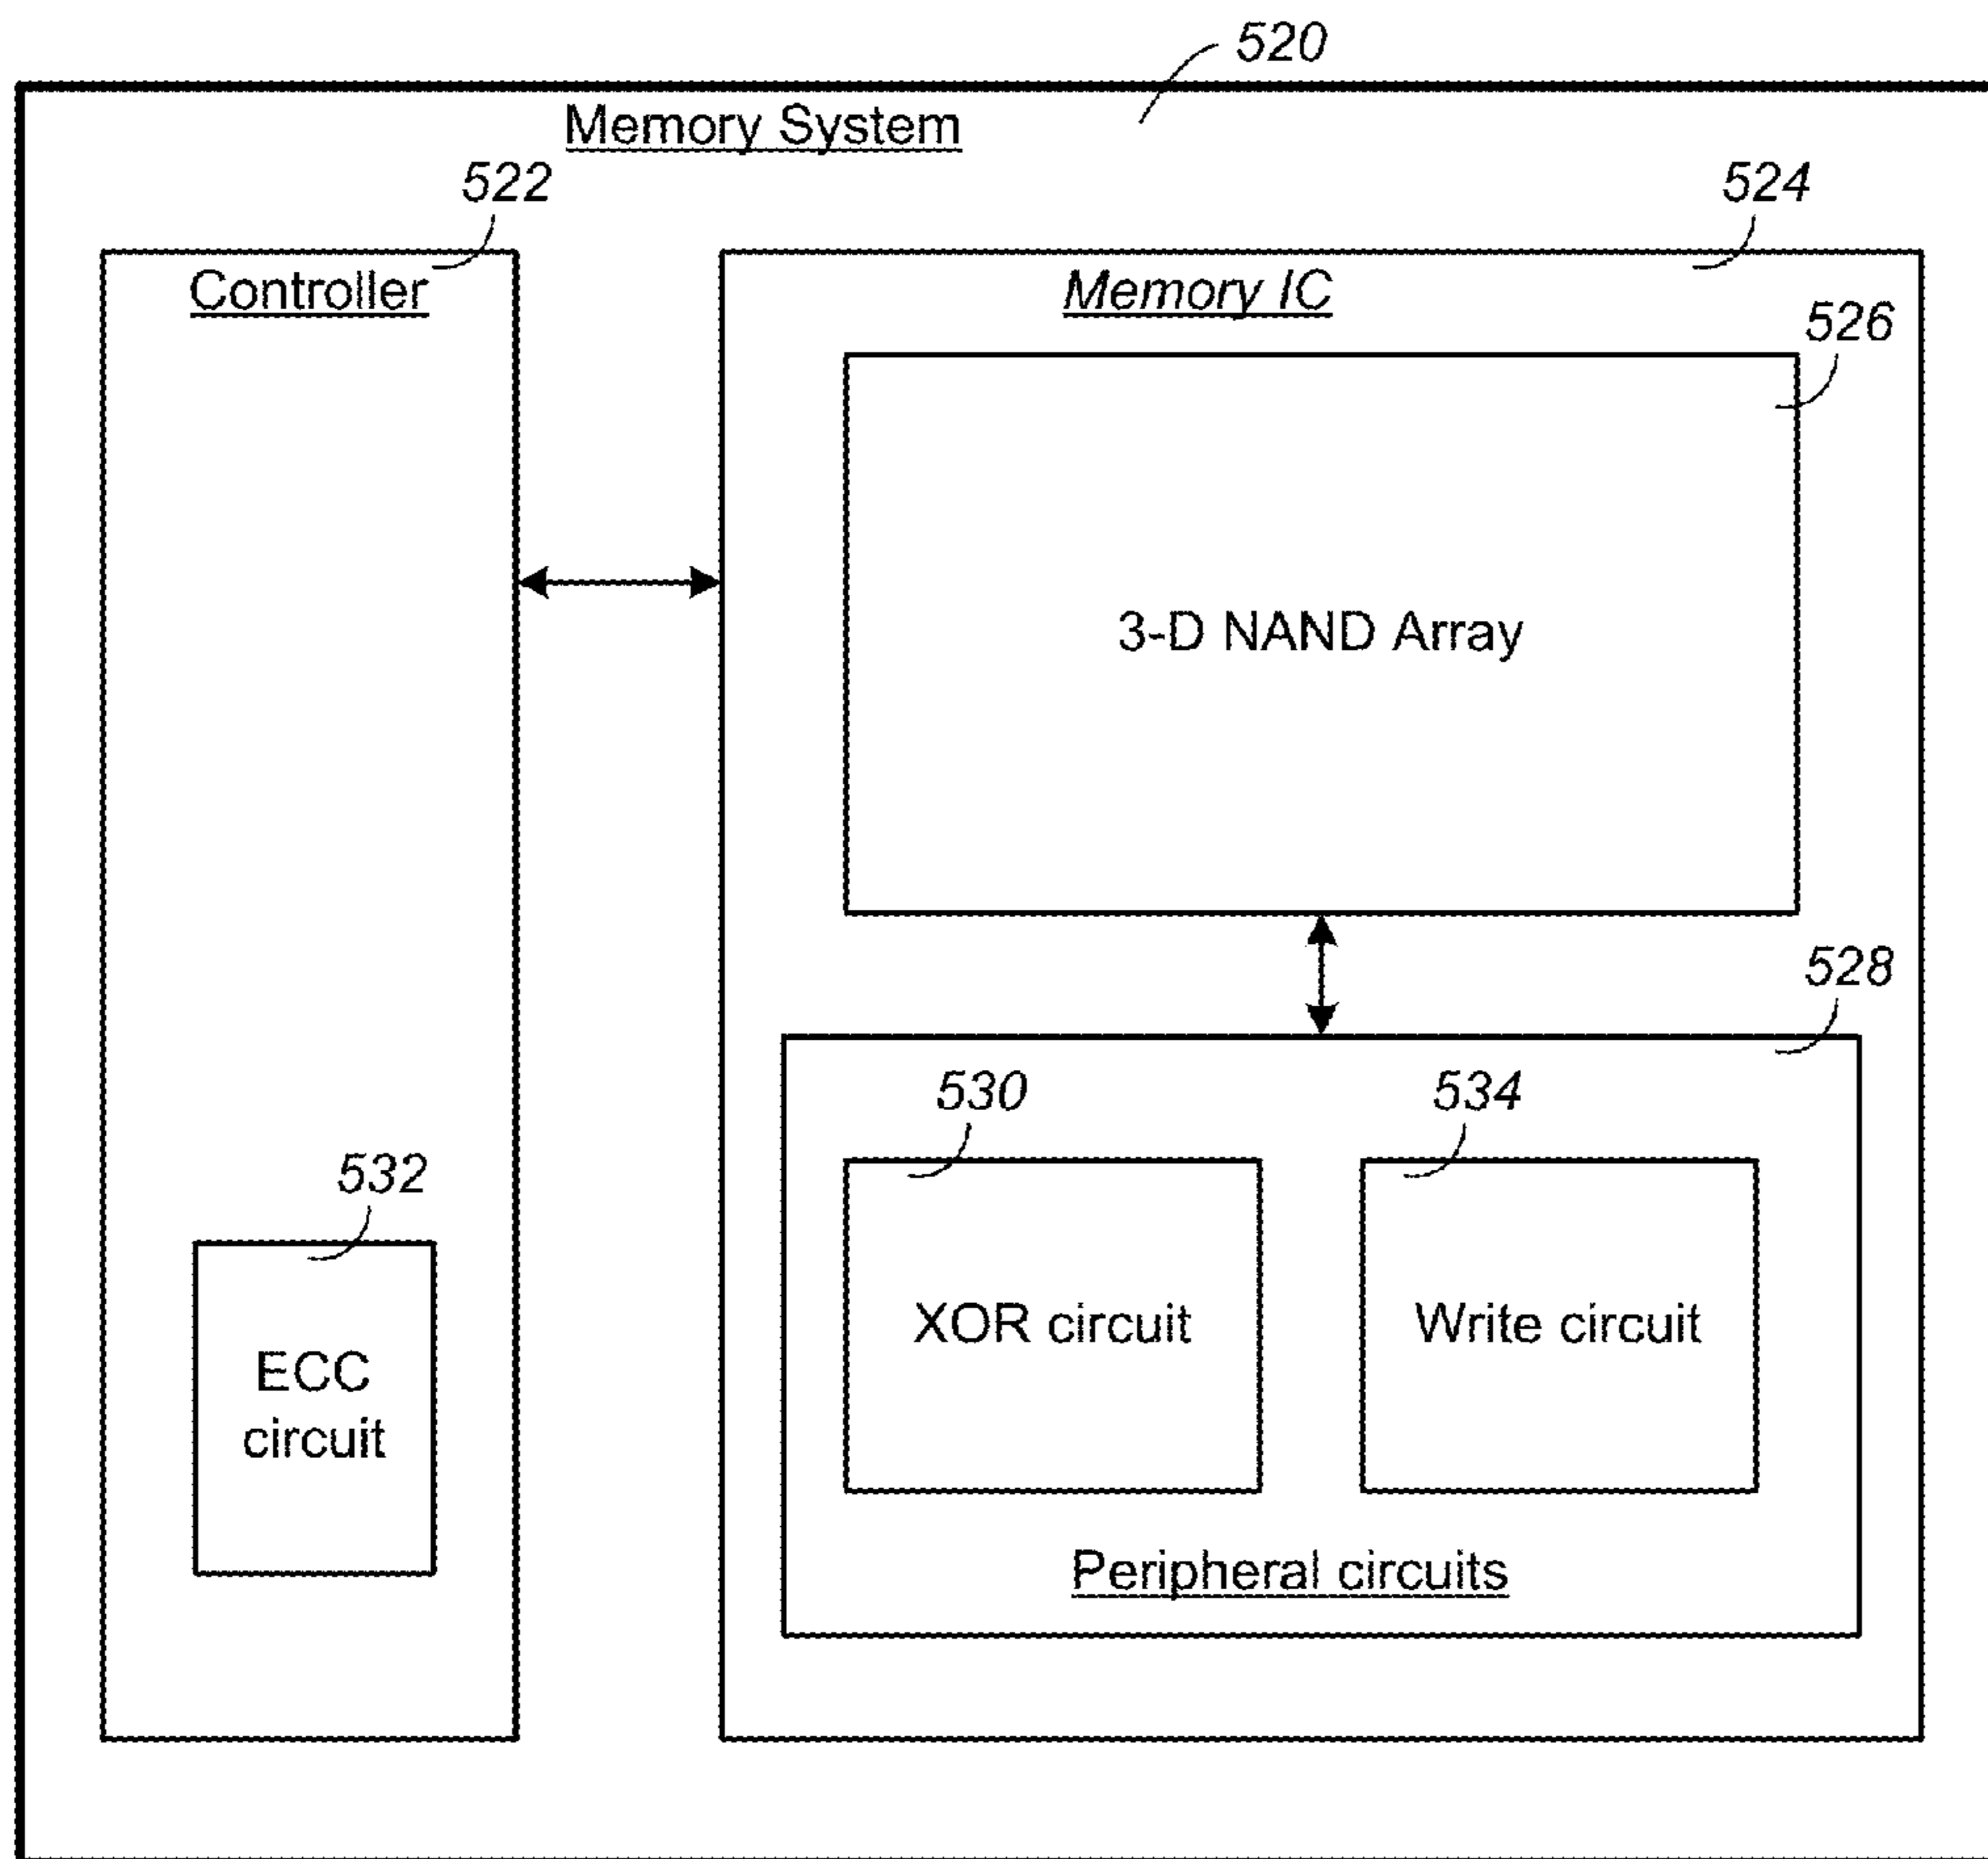 520
Memory System
522
524
Controller
Memory IC
526
3-D NAND Array
528
530
534
532
XOR circuit
Write circuit
ECC
circuit
Peripheral circuits